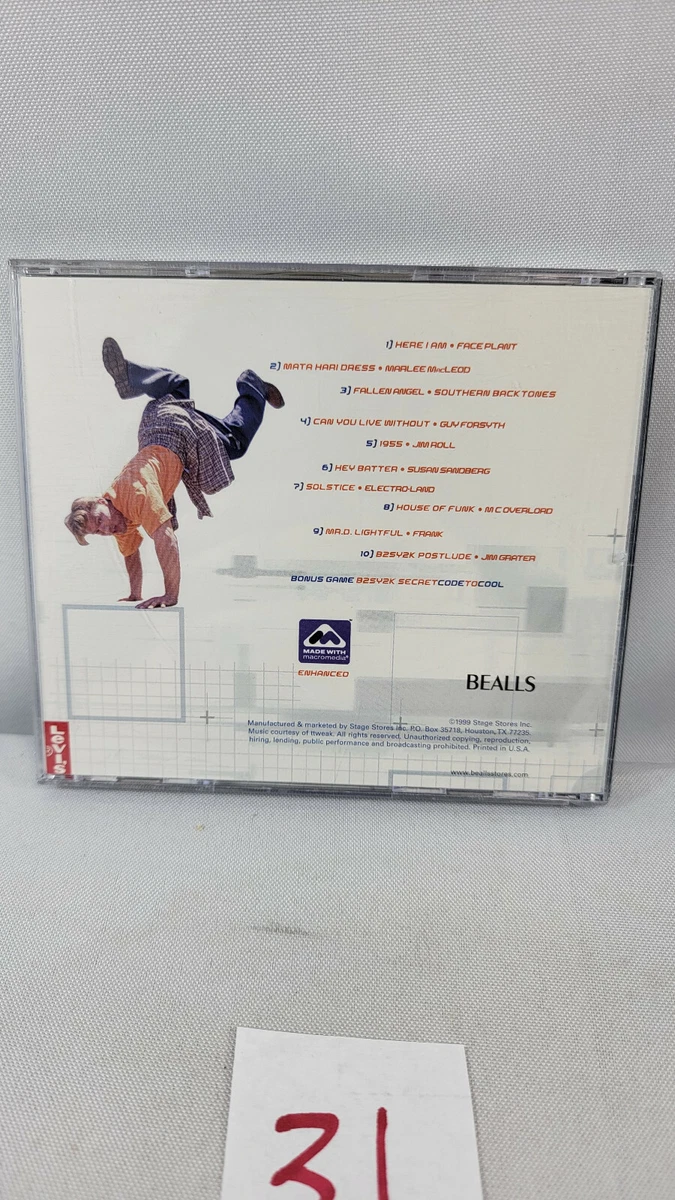 1) HERE I AM • FACEPLANT
2) MATA HARI DRESS • MARLEE MacLEOD
3) FALLEN ANGEL • SOUTHERN BACKTONES
4) CAN YOU LIVE WITHOUT • GUY FORSYTH
5) 1955 • JIM ROLL
6) HEY BATTER • SUSAN SANDBERG
7) SOLSTICE • ELECTRO-LAND
8) HOUSE OF FUNK • MC OVERLORD
9) MR.D. LIGHTFUL • FRANK
10) B2SY2K POSTLUDE • JIM GRATER
BONUS GAME B2SY2K SECRETCODETOCOOL
MADE WITH
macromedia®
ENHANCED
BEALLS
Levi's
©1999 Stage Stores Inc.
Manufactured & marketed by Stage Stores Inc. P.O. Box 35718, Houston, TX 77235.
Music courtesy of ttweak. All rights reserved. Unauthorized copying, reproduction,
hiring, lending, public performance and broadcasting prohibited. Printed in U.S.A.
www.beallsstores.com
31